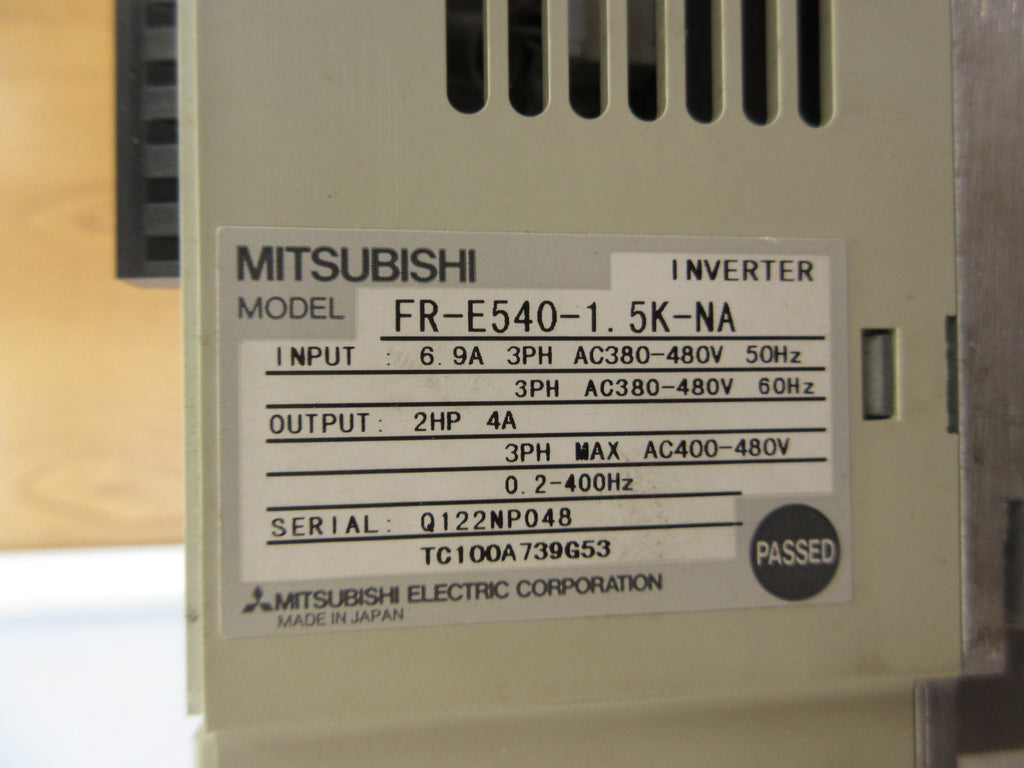 MITSUBISHI INVERTER
MODEL FR-E540-1.5K-NA
INPUT : 6.9A 3PH AC380-480V 50Hz
3PH AC380-480V 60Hz
OUTPUT: 2HP 4A
3PH MAX AC400-480V
0.2-400Hz
SERIAL: Q122NP048
TC100A739G53
PASSED
MITSUBISHI ELECTRIC CORPORATION
MADE IN JAPAN